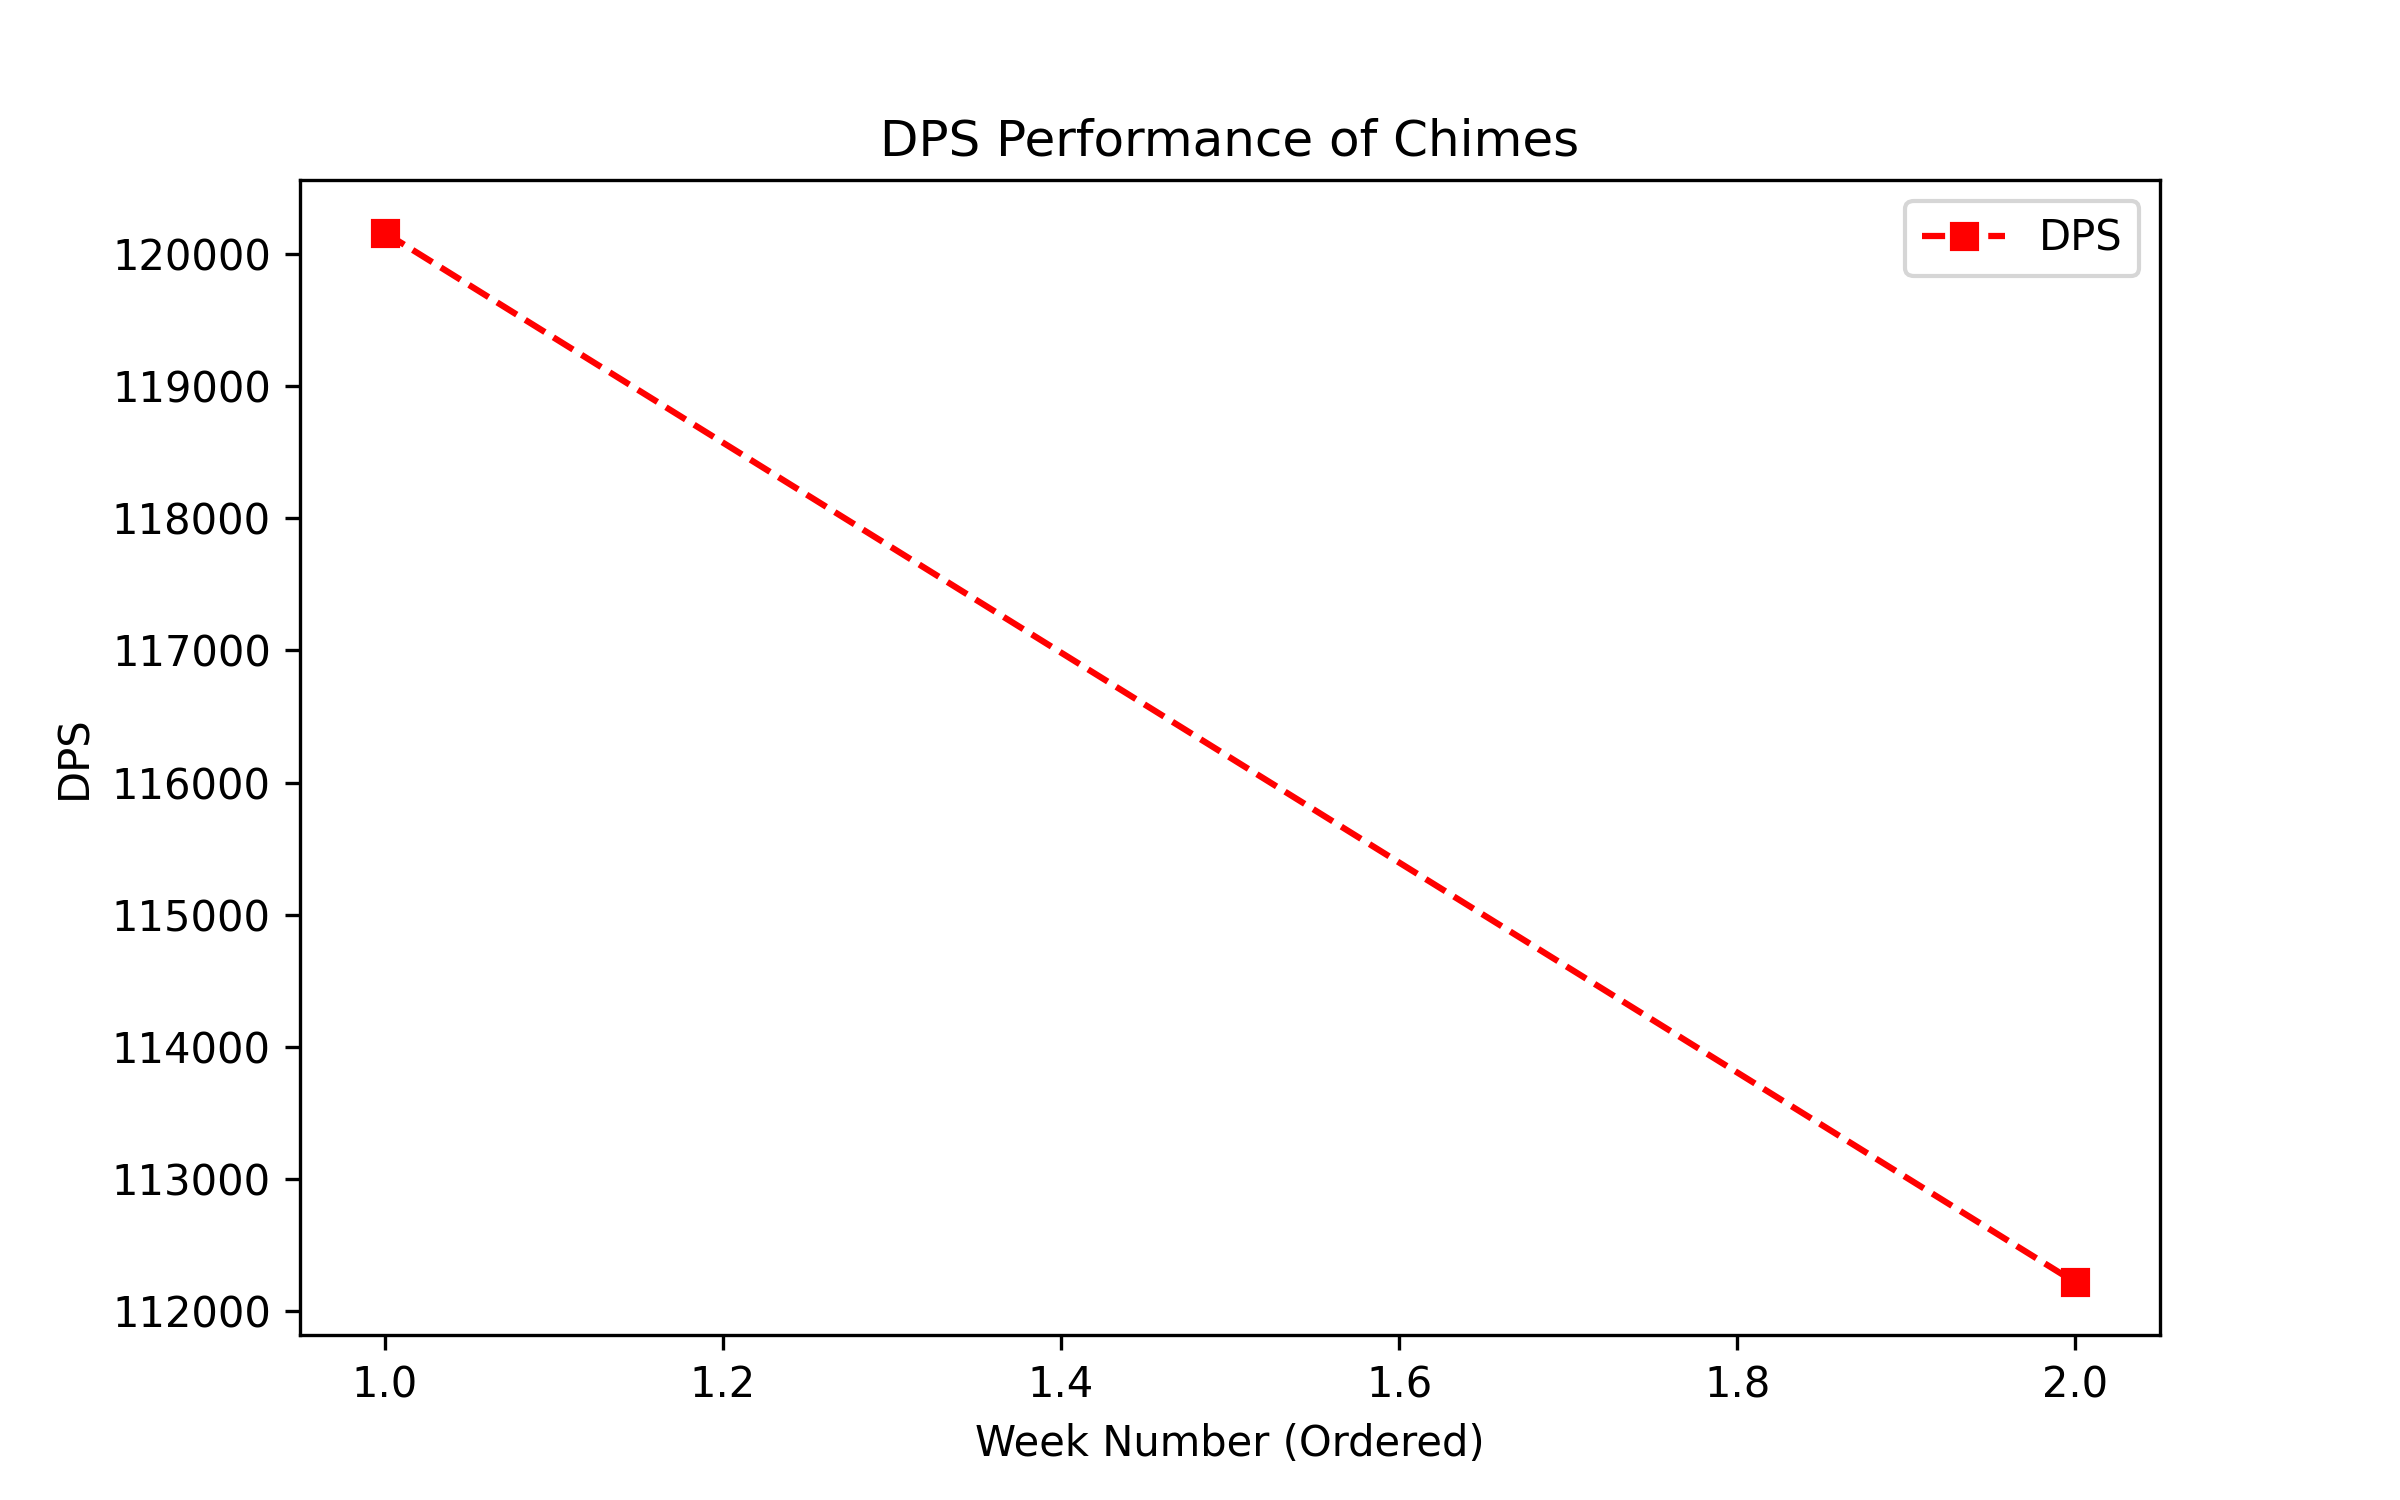 DPS Performance of Chimes
DPS
120000
119000
118000
117000
116000
115000
114000
113000
112000
DPS
1.0 1.2 1.4 1.6 1.8 2.0
Week Number (Ordered)